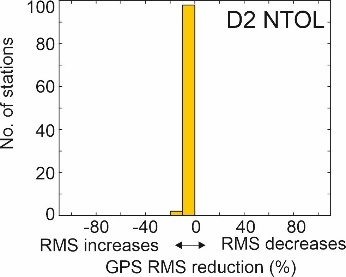 D2 NTOL
No. of stations
100
80
60
40
20
0
-80 -40 0 40 80
RMS increases RMS decreases
GPS RMS reduction (%)